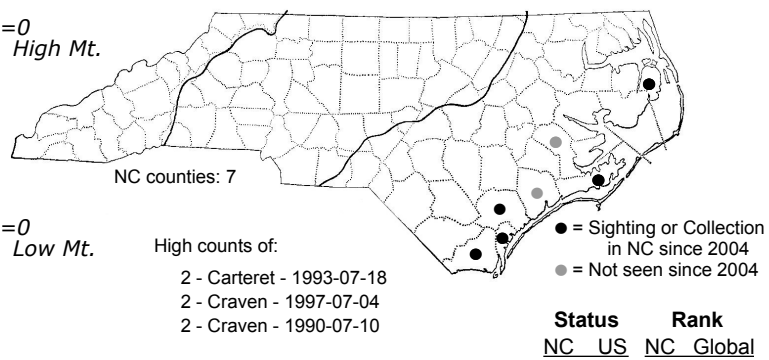 =0
High Mt.
NC counties: 7
=0
Low Mt.
High counts of:
2 - Carteret - 1993-07-18
2 - Craven - 1997-07-04
2 - Craven - 1990-07-10
= Sighting or Collection
in NC since 2004
= Not seen since 2004
Status Rank
NC US NC Global